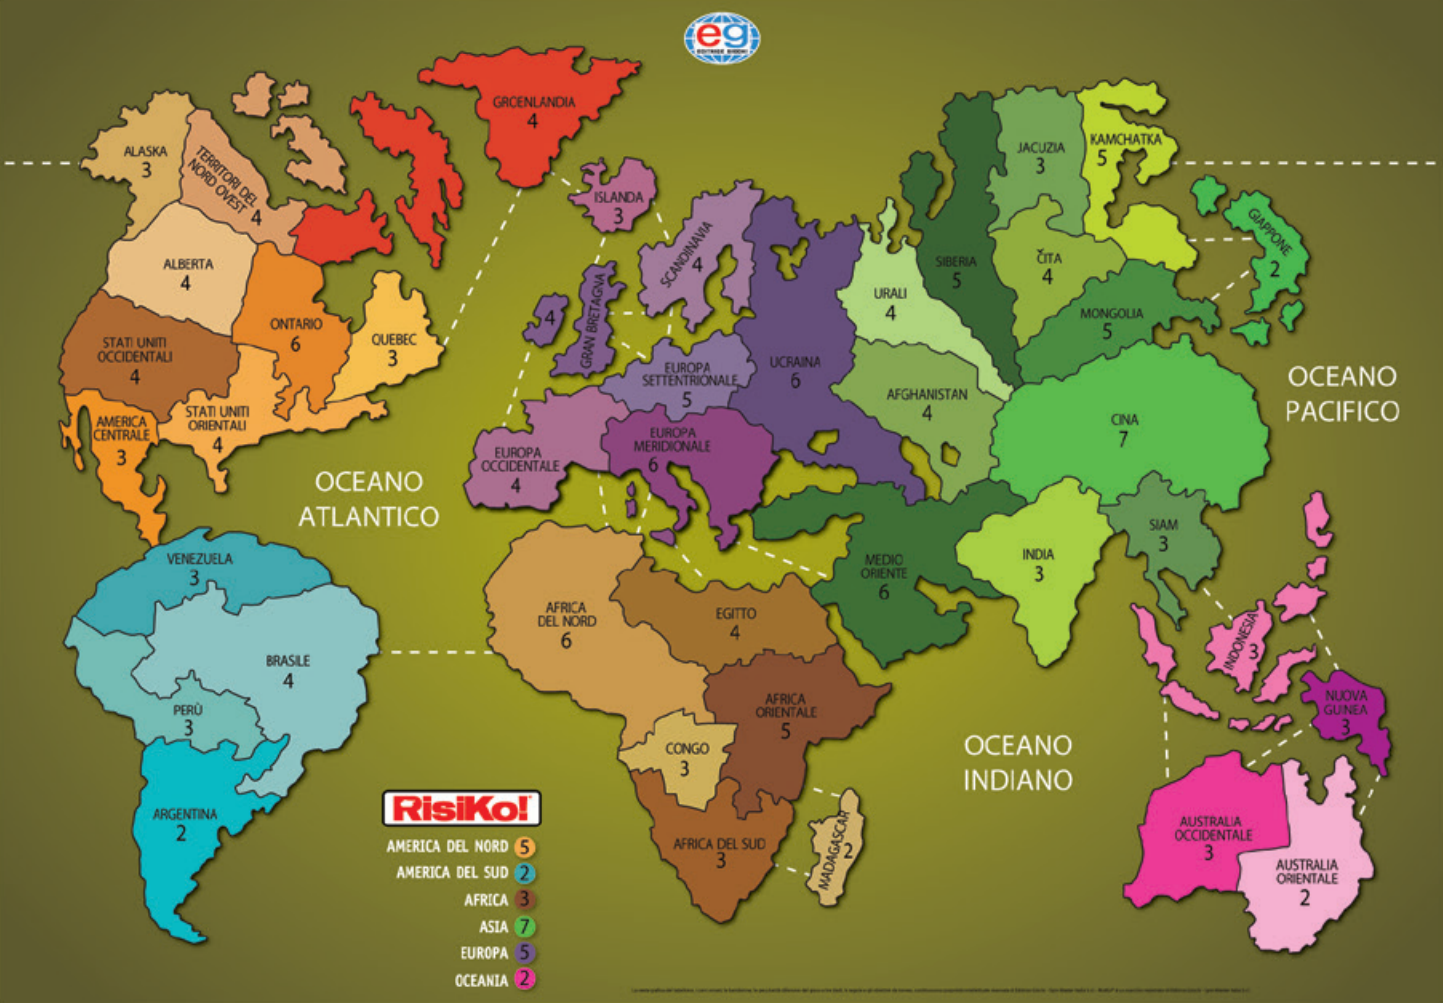 eg
EDITRICE GIOCHI
GROENLANDIA
4
ALASKA
3
TERRITORI DEL
NORD OVEST
4
ALBERTA
4
ONTARIO
6
QUEBEC
3
STATI UNITI
OCCIDENTALI
4
STATI UNITI
ORIENTALI
4
AMERICA
CENTRALE
3
ISLANDA
3
SCANDINAVIA
4
GRAN BRETAGNA
4
EUROPA
SETTENTRIONALE
5
UCRAINA
6
EUROPA
OCCIDENTALE
4
EUROPA
MERIDIONALE
6
URALI
4
SIBERIA
5
JACUZIA
3
KAMCHATKA
5
ČITA
4
MONGOLIA
5
GIAPPONE
2
AFGHANISTAN
4
CINA
7
MEDIO
ORIENTE
6
INDIA
3
SIAM
3
OCEANO
PACIFICO
OCEANO
ATLANTICO
VENEZUELA
3
BRASILE
4
PERÙ
3
ARGENTINA
2
AFRICA
DEL NORD
6
EGITTO
4
AFRICA
ORIENTALE
5
CONGO
3
AFRICA DEL SUD
3
MADAGASCAR
2
OCEANO
INDIANO
INDONESIA
3
NUOVA
GUINEA
3
AUSTRALIA
OCCIDENTALE
3
AUSTRALIA
ORIENTALE
2
RisiKo!
AMERICA DEL NORD 5
AMERICA DEL SUD 2
AFRICA 3
ASIA 7
EUROPA 5
OCEANIA 2